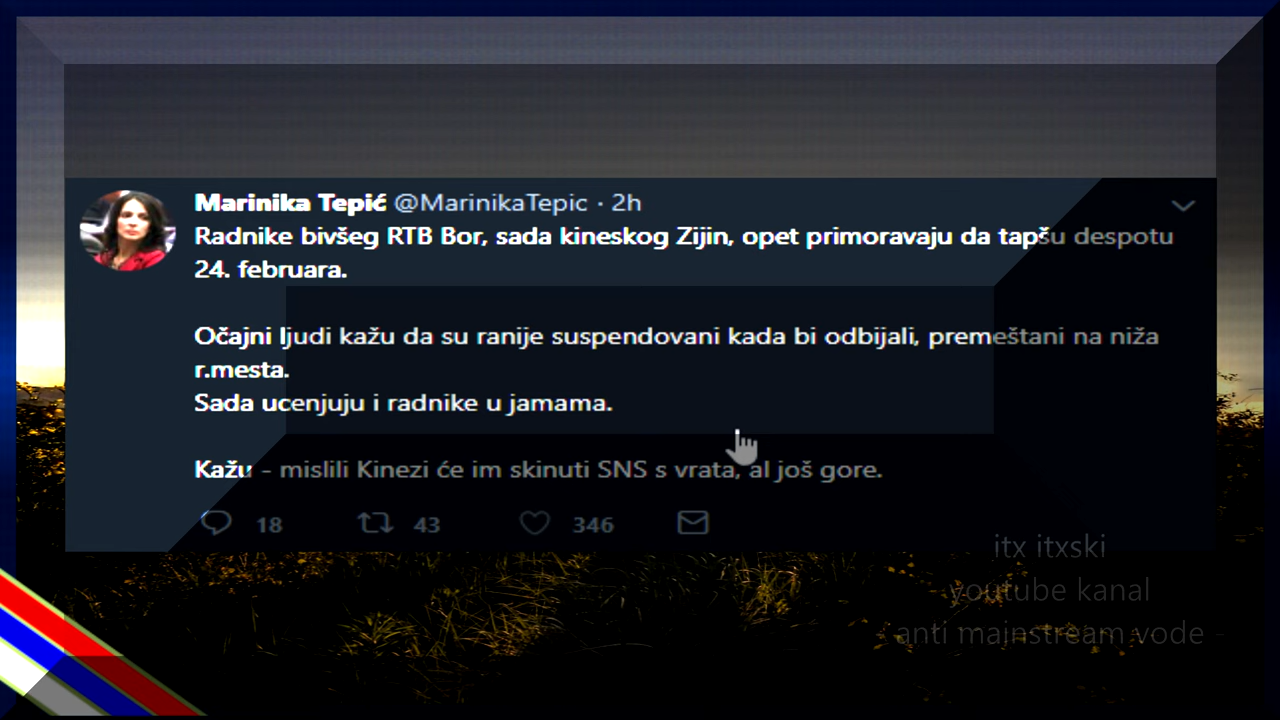 Marinika Tepić @MarinikaTepic · 2h
Radnike bivšeg RTB Bor, sada kineskog Zijin, opet primoravaju da tapšu despotu
24. februara.
Očajni ljudi kažu da su ranije suspendovani kada bi odbijali, premeštani na niža
r.mesta.
Sada ucenjuju i radnike u jamama.
Kažu - mislili Kinezi će im skinuti SNS s vrata, al još gore.
18 43 346
itx itxski
youtube kanal
- anti mainstream vode -